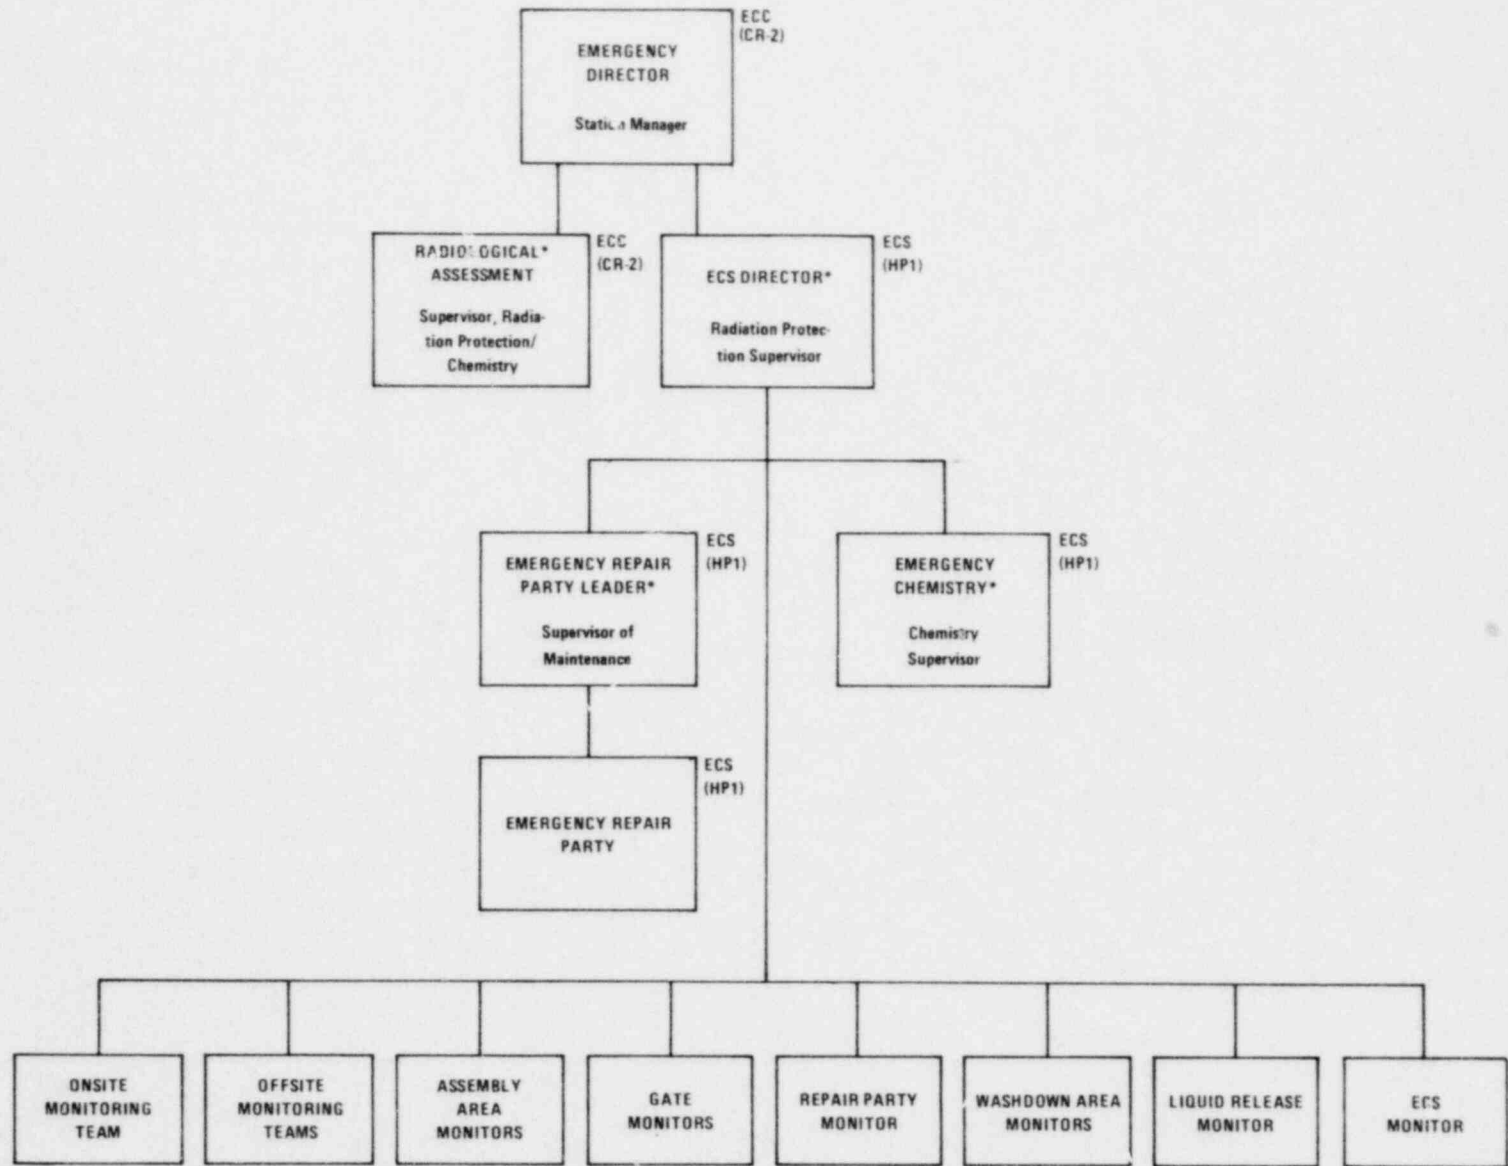 ECC
(CR-2)
EMERGENCY
DIRECTOR
Station Manager
RADIOLOGICAL*
ASSESSMENT
Supervisor, Radia-
tion Protection/
Chemistry
ECC
(CR-2)
ECS DIRECTOR*
Radiation Protec-
tion Supervisor
ECS
(HP1)
EMERGENCY REPAIR
PARTY LEADER*
Supervisor of
Maintenance
ECS
(HP1)
EMERGENCY
CHEMISTRY*
Chemistry
Supervisor
ECS
(HP1)
EMERGENCY REPAIR
PARTY
ECS
(HP1)
ONSITE
MONITORING
TEAM
OFFSITE
MONITORING
TEAMS
ASSEMBLY
AREA
MONITORS
GATE
MONITORS
REPAIR PARTY
MONITOR
WASHDOWN AREA
MONITORS
LIQUID RELEASE
MONITOR
ECS
MONITOR